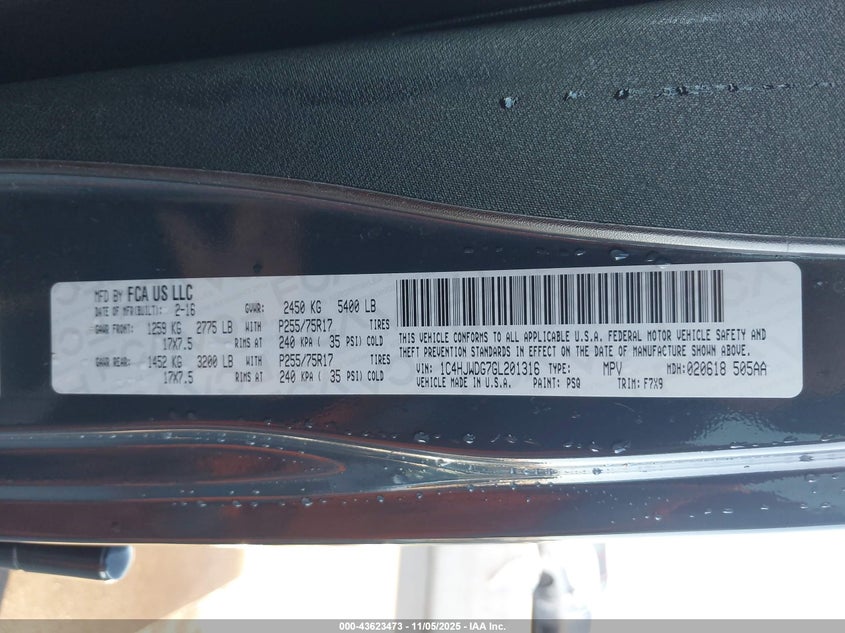 MFD BY FCA US LLC
DATE OF MFR(BUILT): 2-16 GVWR: 2450 KG 5400 LB
GAWR FRONT: 1259 KG 2775 LB WITH P255/75R17 TIRES
17X7.5 RIMS AT 240 KPA ( 35 PSI) COLD
GAWR REAR: 1452 KG 3200 LB WITH P255/75R17 TIRES
17X7.5 RIMS AT 240 KPA ( 35 PSI) COLD
THIS VEHICLE CONFORMS TO ALL APPLICABLE U.S.A. FEDERAL MOTOR VEHICLE SAFETY AND
THEFT PREVENTION STANDARDS IN EFFECT ON THE DATE OF MANUFACTURE SHOWN ABOVE.
VIN: 1C4HJWDG7GL201316 TYPE: MPV MDH: 020618 505AA
VEHICLE MADE IN U.S.A. PAINT: PSQ TRIM: F7X9
000-43623473 - 11/05/2025 - IAA Inc.